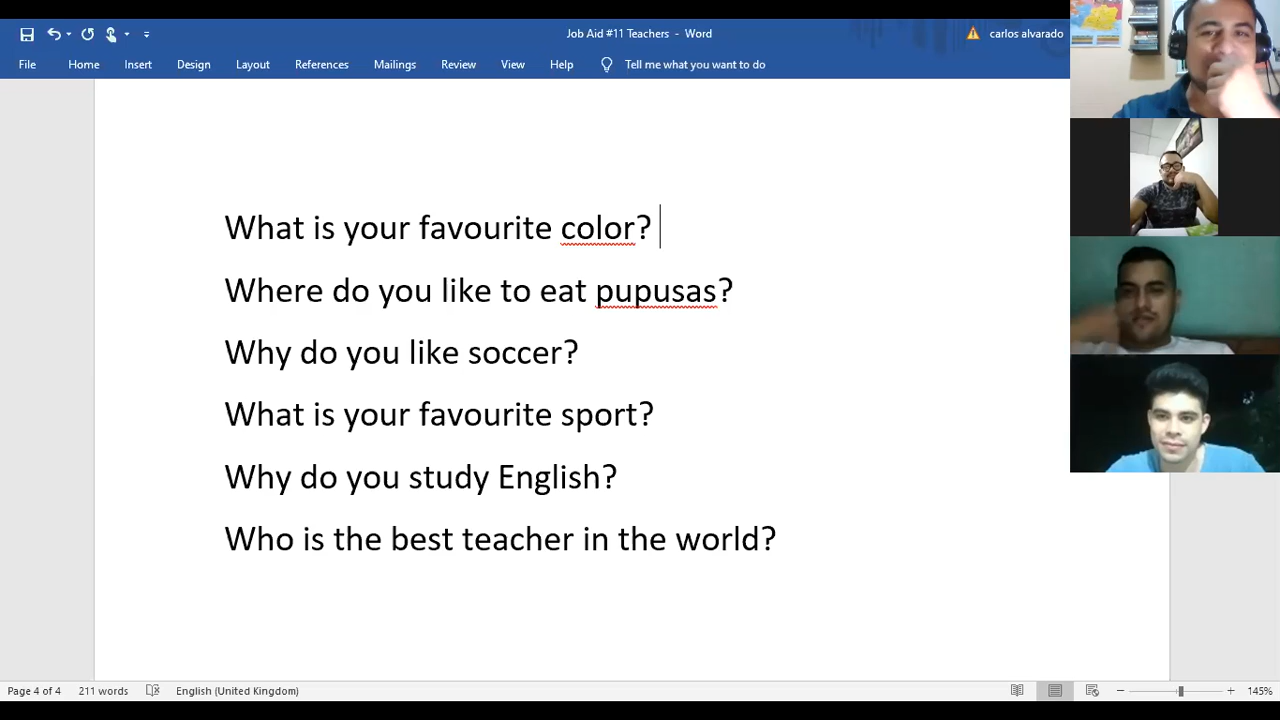 Job Aid #11 Teachers - Word
carlos alvarado
File Home Insert Design Layout References Mailings Review View Help Tell me what you want to do
What is your favourite color?
Where do you like to eat pupusas?
Why do you like soccer?
What is your favourite sport?
Why do you study English?
Who is the best teacher in the world?
Page 4 of 4 211 words English (United Kingdom) 145%